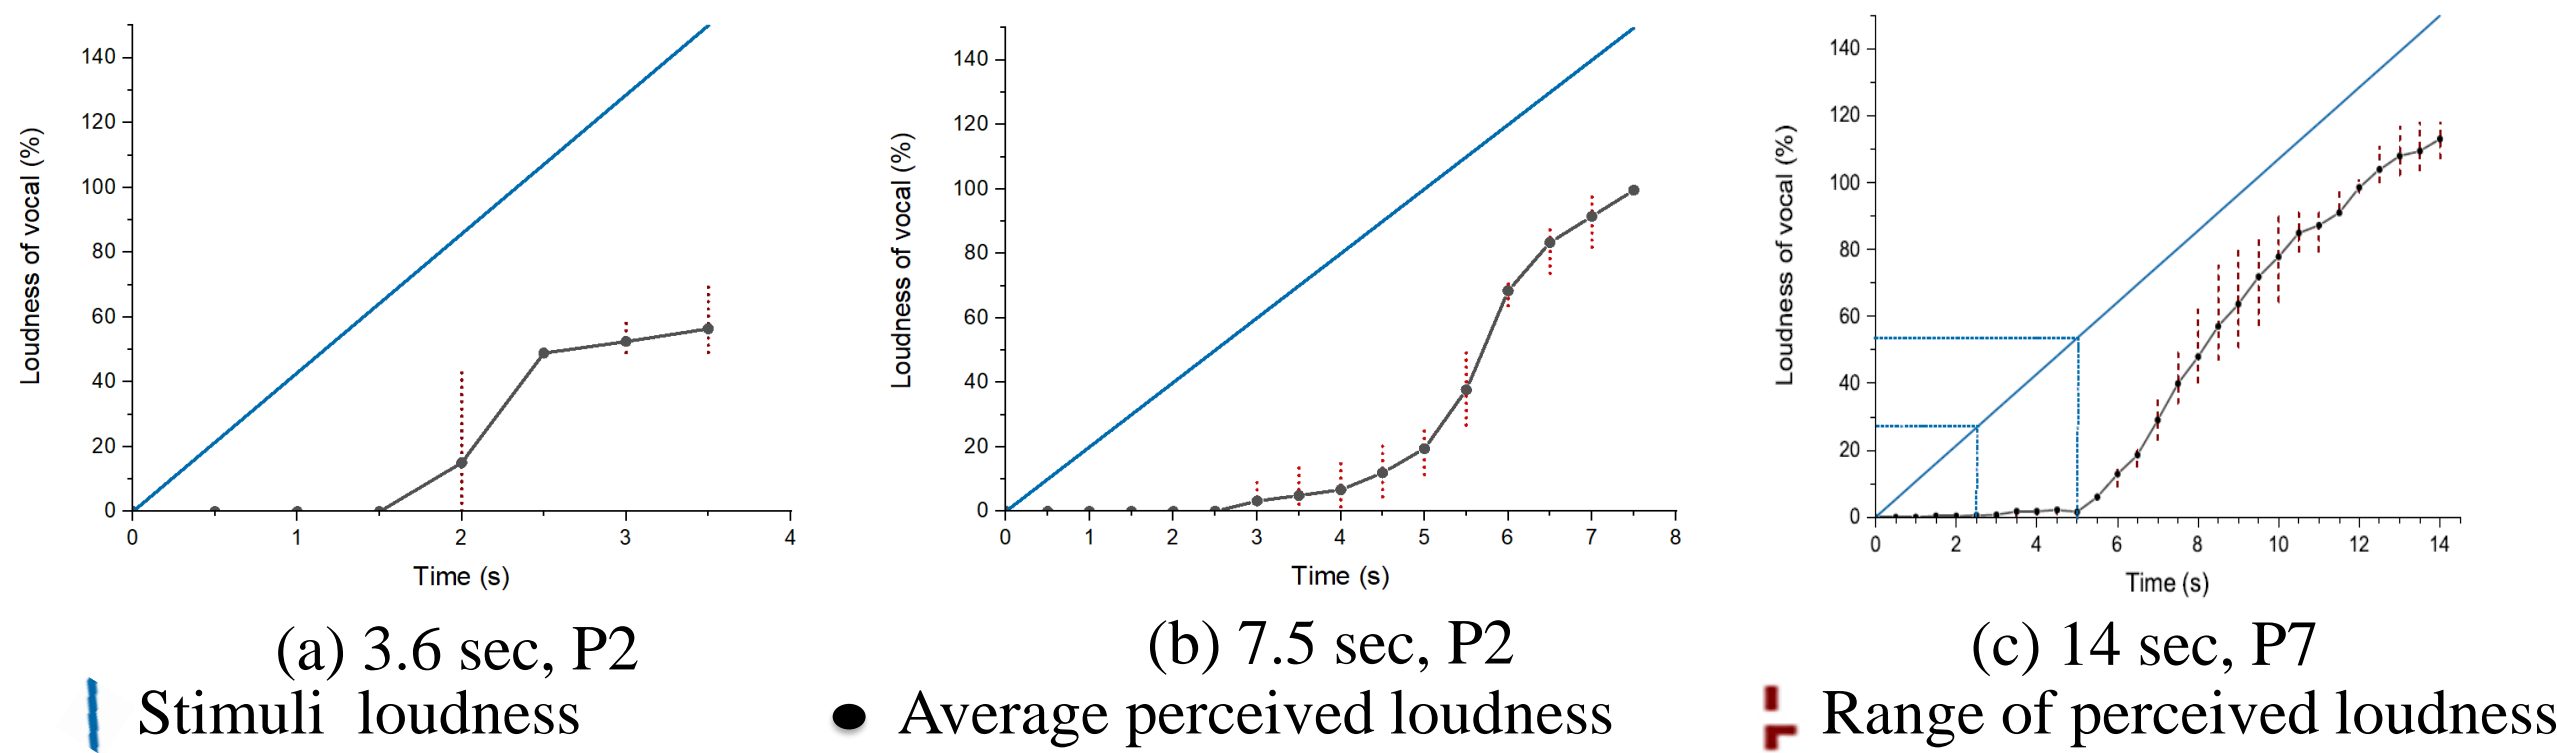 Loudness of vocal (%)
140
120
100
80
60
40
20
0
0 1 2 3 4
Time (s)
(a) 3.6 sec, P2
Loudness of vocal (%)
140
120
100
80
60
40
20
0
0 1 2 3 4 5 6 7 8
Time (s)
(b) 7.5 sec, P2
Loudness of vocal (%)
140
120
100
80
60
40
20
0
0 2 4 6 8 10 12 14
Time (s)
(c) 14 sec, P7
Stimuli loudness
Average perceived loudness
Range of perceived loudness